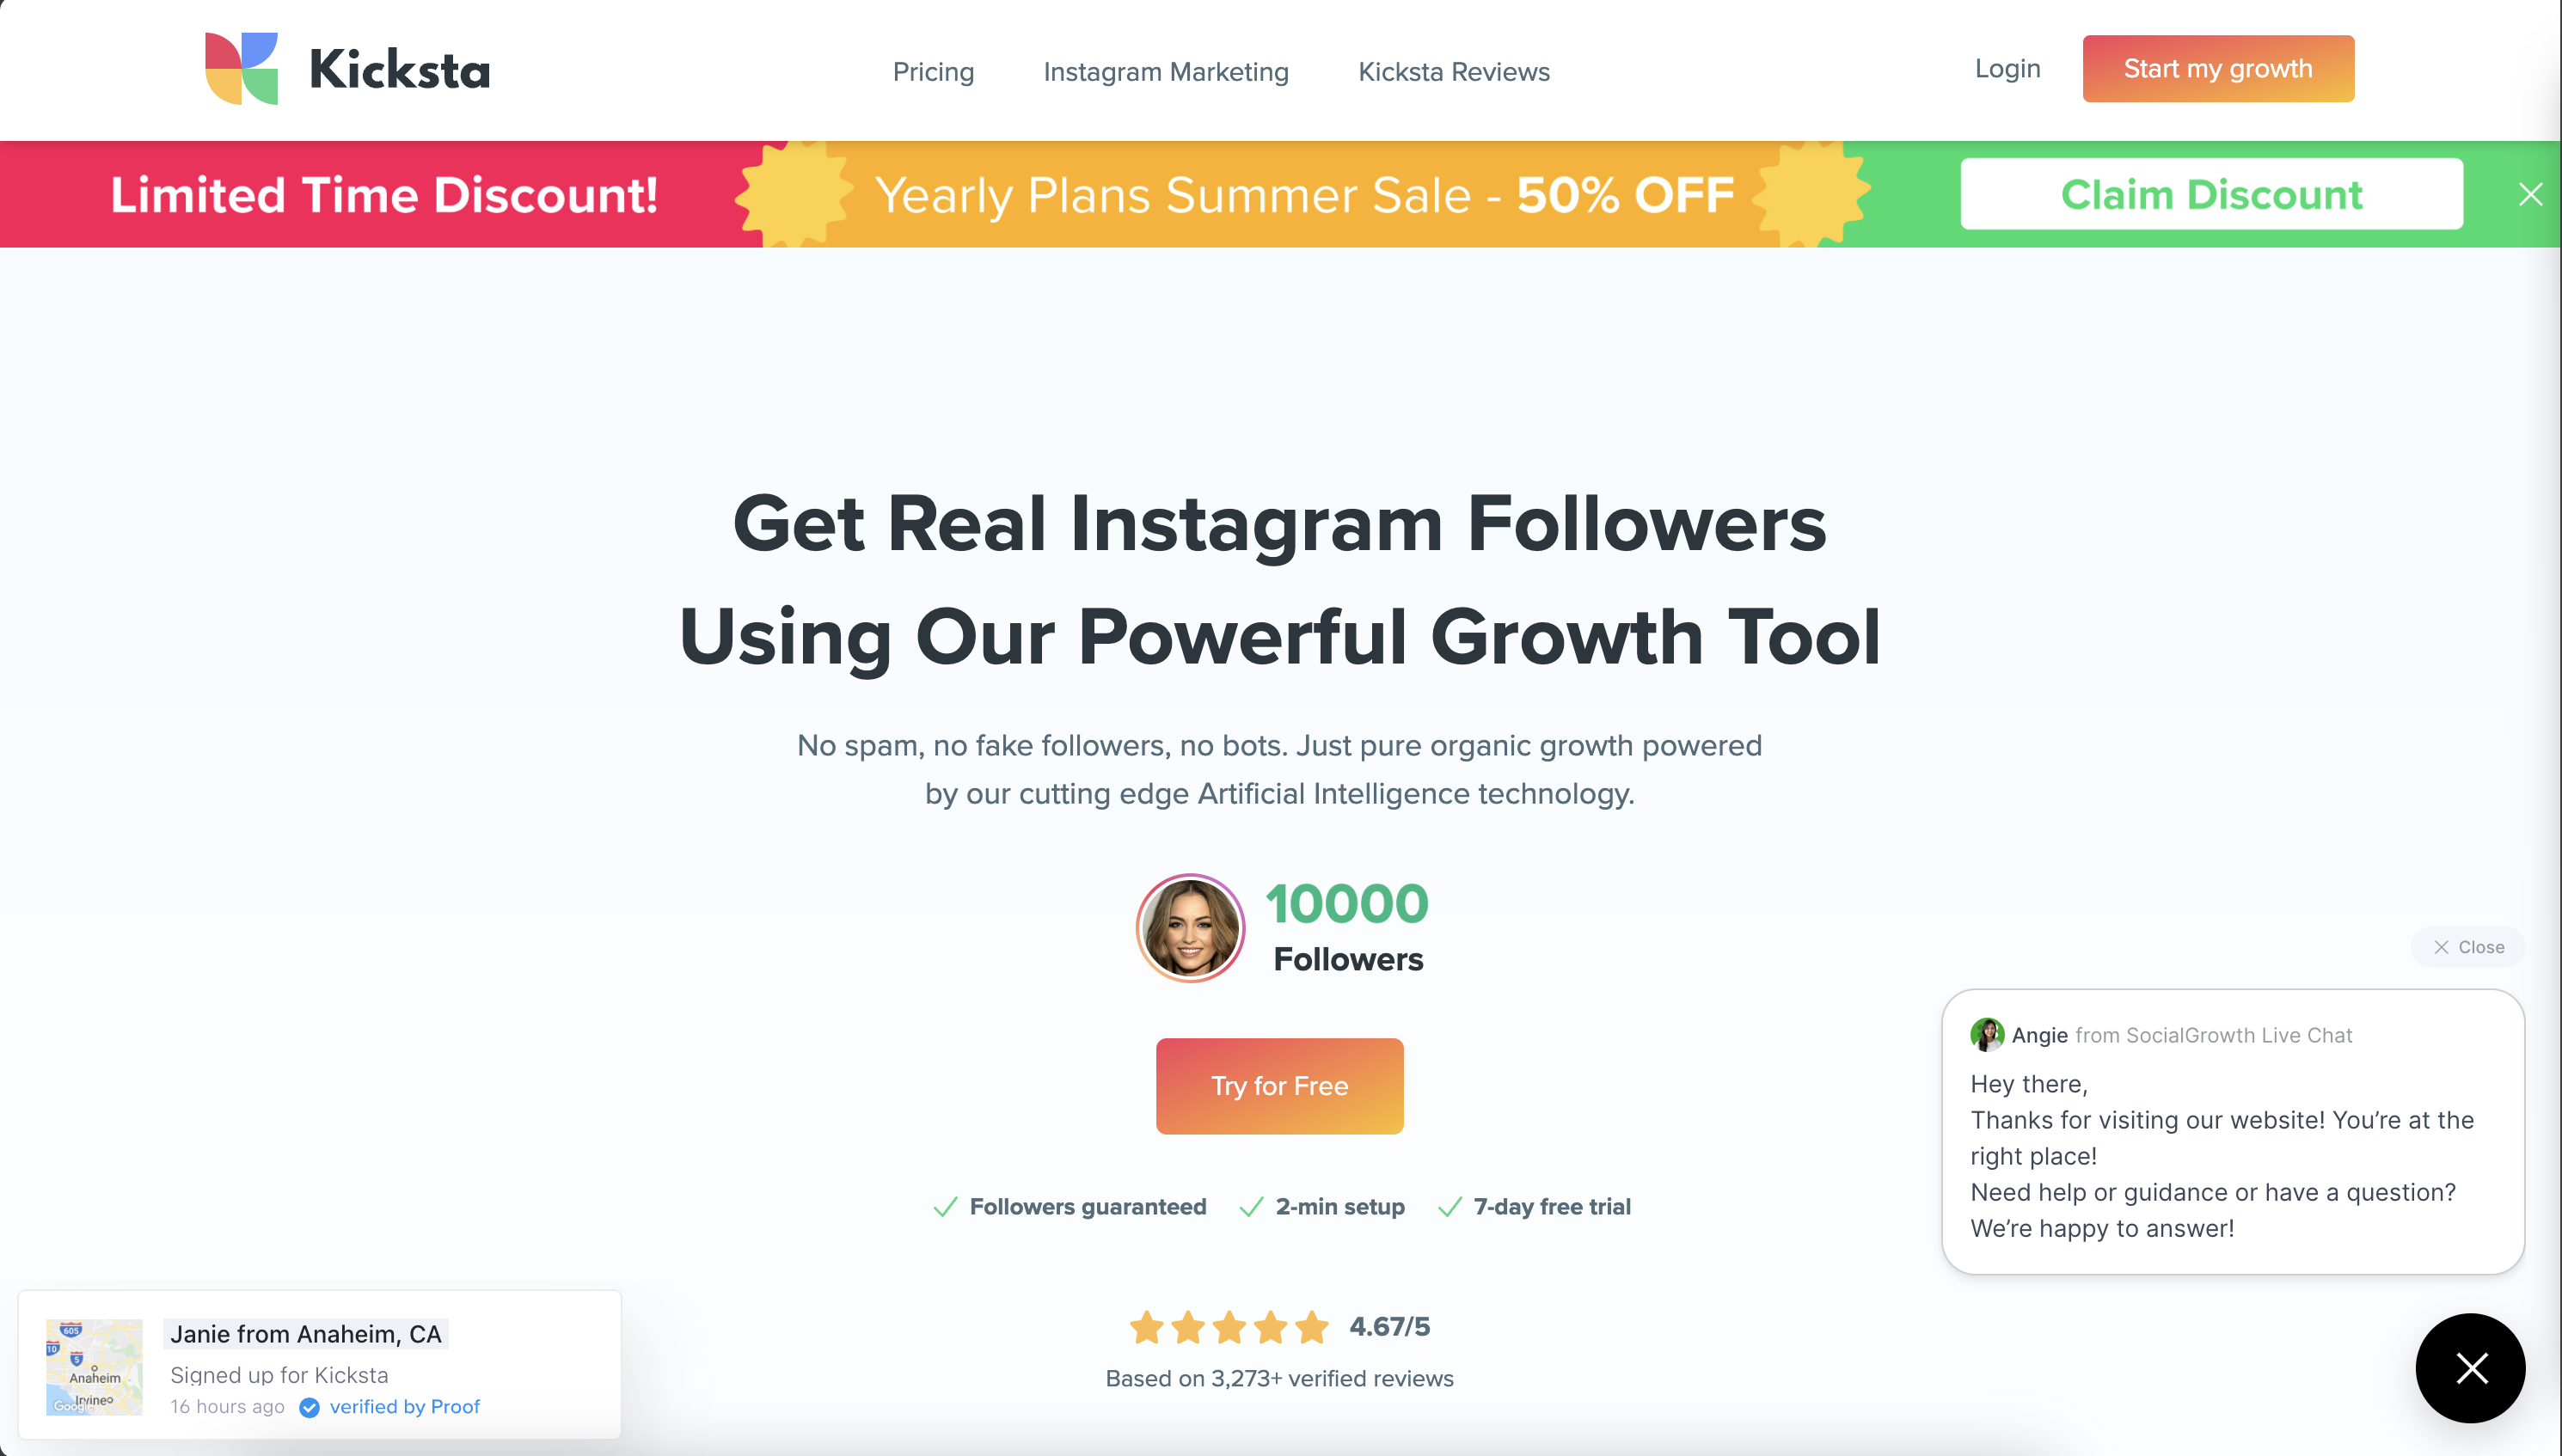 Kicksta
Pricing
Instagram Marketing
Kicksta Reviews
Login
Start my growth
Limited Time Discount!
Yearly Plans Summer Sale - 50% OFF
Claim Discount
Get Real Instagram Followers
Using Our Powerful Growth Tool
No spam, no fake followers, no bots. Just pure organic growth powered
by our cutting edge Artificial Intelligence technology.
10000
Followers
Try for Free
Followers guaranteed
2-min setup
7-day free trial
4.67/5
Based on 3,273+ verified reviews
Close
Angie from SocialGrowth Live Chat
Hey there,
Thanks for visiting our website! You’re at the
right place!
Need help or guidance or have a question?
We’re happy to answer!
605
10
5
Anaheim
Irvine
Google
Janie from Anaheim, CA
Signed up for Kicksta
16 hours ago
verified by Proof